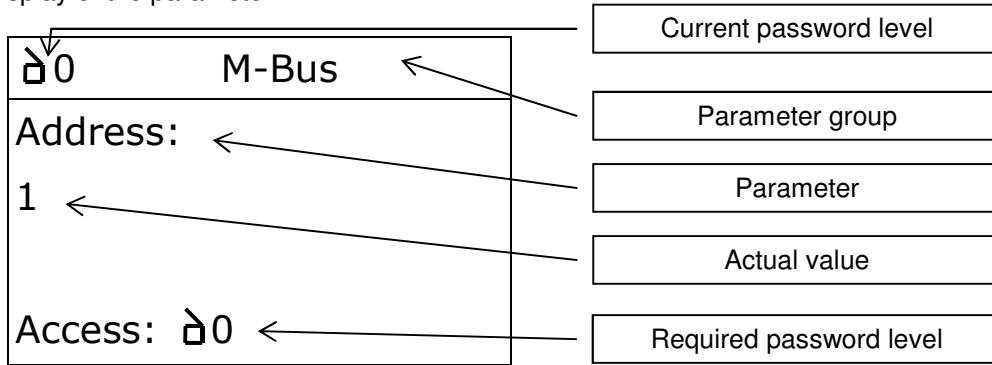 Current password level
0 M-Bus
Parameter group
Address:
Parameter
1
Actual value
Access: 0
Required password level